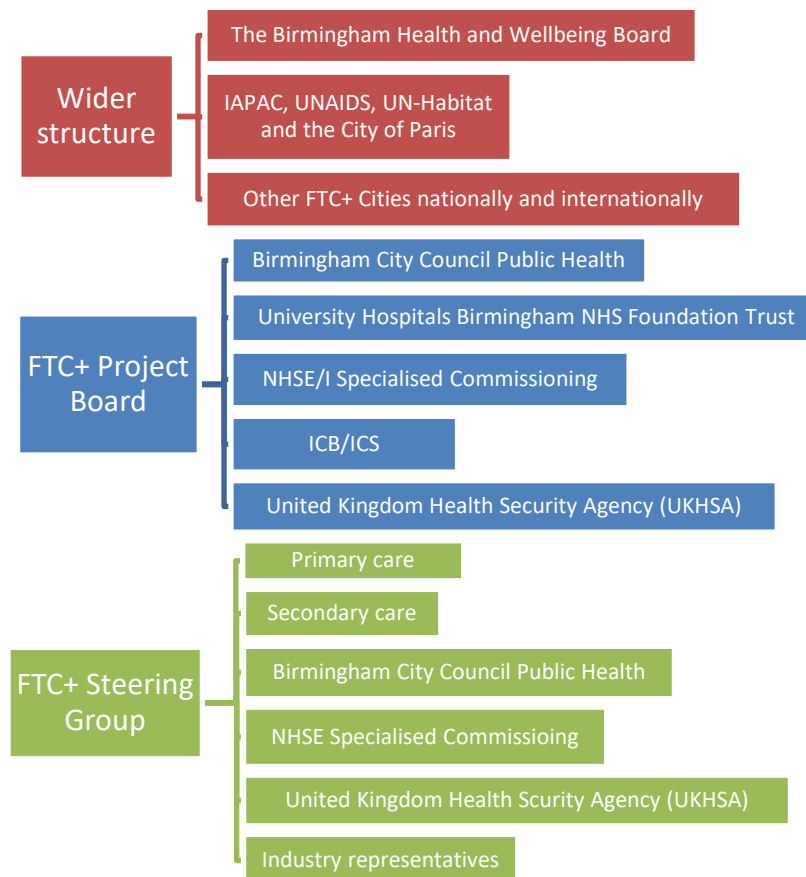 Wider
structure
The Birmingham Health and Wellbeing Board
IAPAC, UNAIDS, UN-Habitat
and the City of Paris
Other FTC+ Cities nationally and internationally
FTC+ Project
Board
Birmingham City Council Public Health
University Hospitals Birmingham NHS Foundation Trust
NHSE/I Specialised Commissioning
ICB/ICS
United Kingdom Health Security Agency (UKHSA)
FTC+ Steering
Group
Primary care
Secondary care
Birmingham City Council Public Health
NHSE Specialised Commissioing
United Kingdom Health Scurity Agency (UKHSA)
Industry representatives